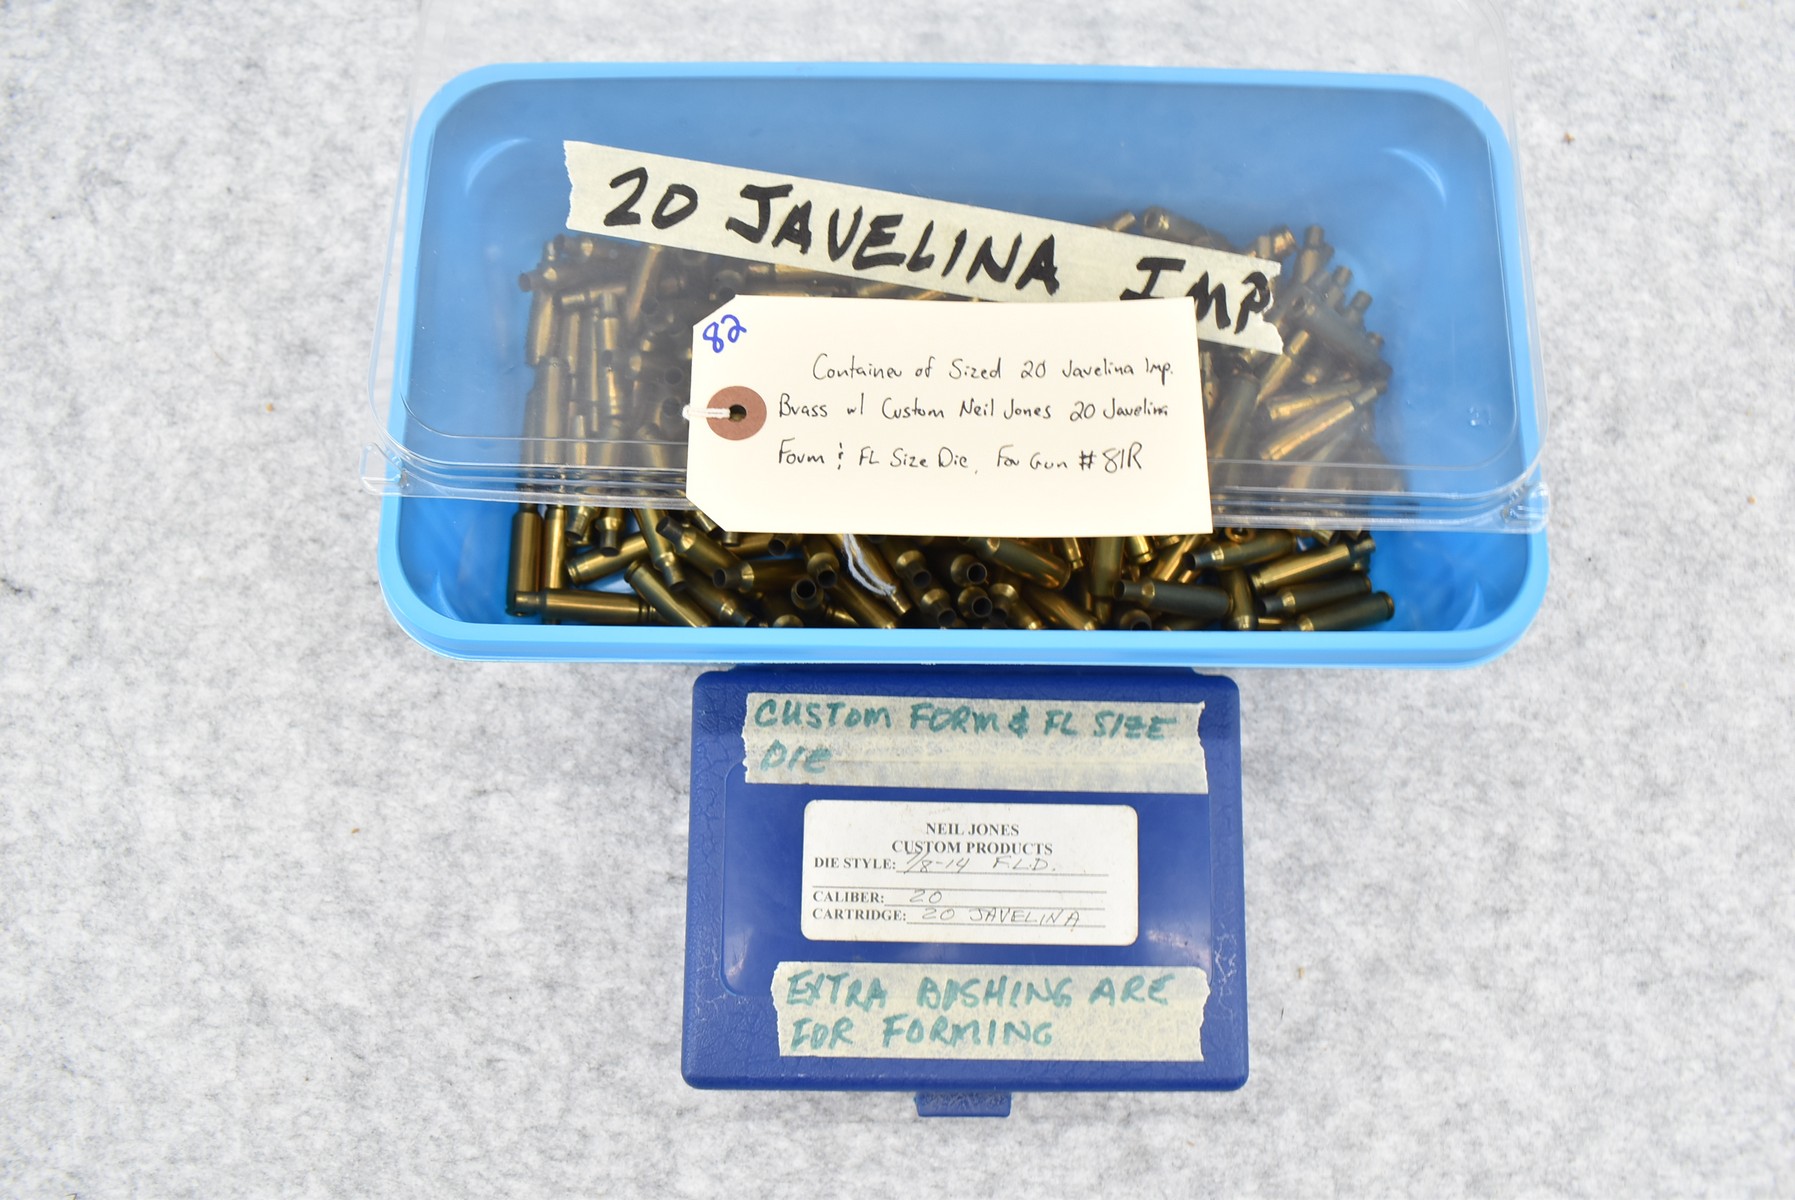 20 JAVELINA IMP
82
Container of Sized 20 Javelina Imp.
Brass w/ Custom Neil Jones 20 Javelina
Form & FL Size Die, For Gun #81R
CUSTOM FORM & FL SIZE
DIE
NEIL JONES
CUSTOM PRODUCTS
DIE STYLE: 7/8-14 F.L.D.
CALIBER: 20
CARTRIDGE: 20 JAVELINA
EXTRA BUSHING ARE
FOR FORMING